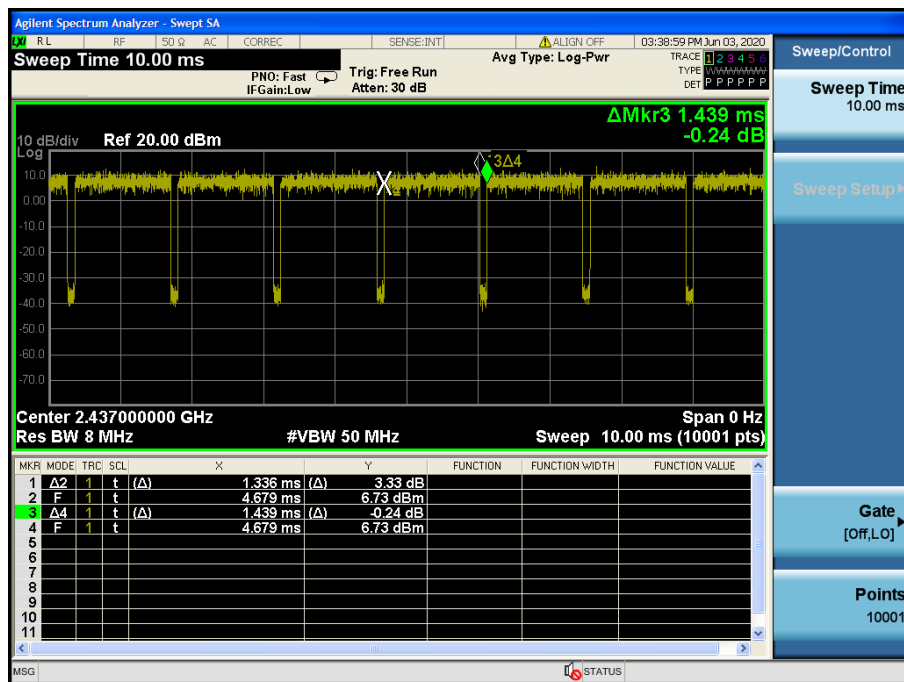 Agilent Spectrum Analyzer - Swept SA
LXI RL RF 50 Ω AC CORREC SENSE:INT ALIGN OFF 03:38:59 PM Jun 03, 2020
Sweep Time 10.00 ms
PNO: Fast
IFGain:Low
Trig: Free Run
Atten: 30 dB
Avg Type: Log-Pwr
TRACE 1 2 3 4 5 6
TYPE
DET P P P P P P
ΔMkr3 1.439 ms
-0.24 dB
10 dB/div Ref 20.00 dBm
Log
3Δ4
10.0
0.00
-10.0
-20.0
-30.0
-40.0
-50.0
-60.0
-70.0
X
Center 2.437000000 GHz Span 0 Hz
Res BW 8 MHz #VBW 50 MHz Sweep 10.00 ms (10001 pts)
MKR MODE TRC SCL X Y FUNCTION FUNCTION WIDTH FUNCTION VALUE
1 Δ2 1 t (Δ) 1.336 ms (Δ) 3.33 dB
2 F 1 t 4.679 ms 6.73 dBm
3 Δ4 1 t (Δ) 1.439 ms (Δ) -0.24 dB
4 F 1 t 4.679 ms 6.73 dBm
5
6
7
8
9
10
11
MSG STATUS
Sweep/Control
Sweep Time
10.00 ms
Sweep Setup
Gate
[Off,LO]
Points
10001